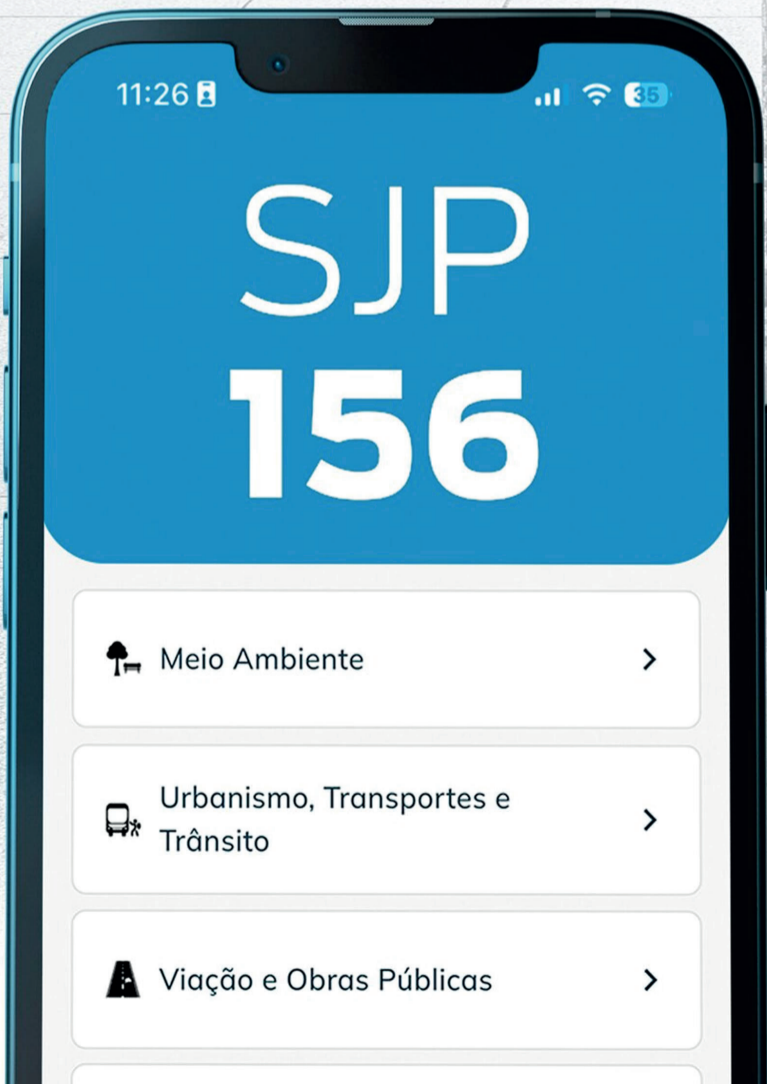 11:26
35
SJP
156
Meio Ambiente
Urbanismo, Transportes e
Trânsito
Viação e Obras Públicas